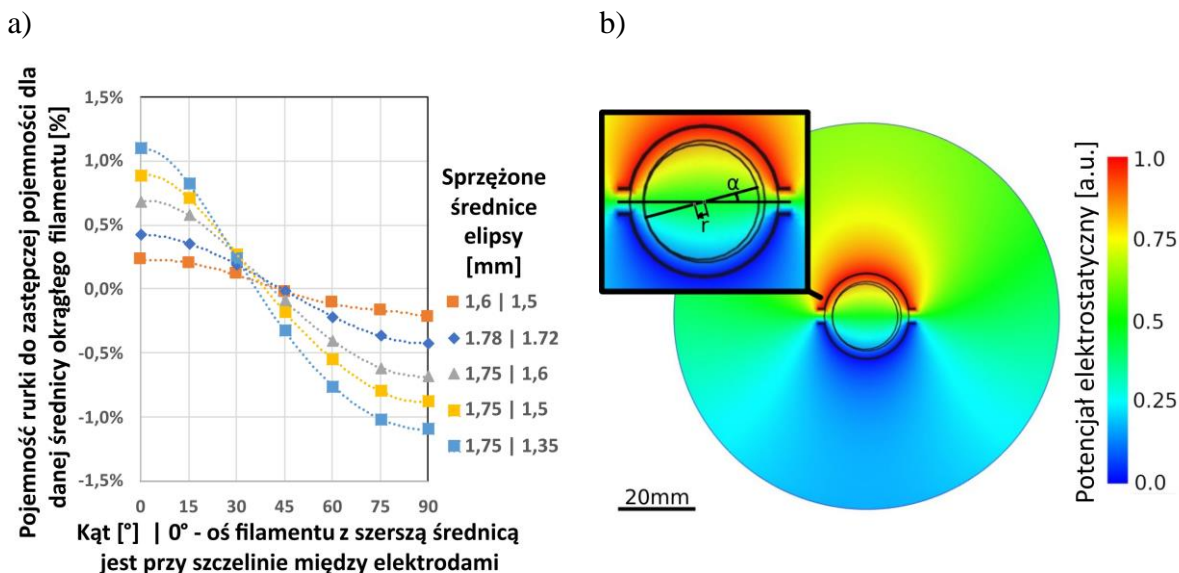 a)
b)
Pojemność rurki do zastępczej pojemności dla
danej średnicy okrągłego filamentu [%]
1,5%
1,0%
0,5%
0,0%
-0,5%
-1,0%
-1,5%
0 15 30 45 60 75 90
Kąt [°] | 0° - oś filamentu z szerszą średnicą
jest przy szczelinie między elektrodami
Sprzężone
średnice
elipsy
[mm]
1,6 | 1,5
1.78 | 1.72
1,75 | 1,6
1,75 | 1,5
1,75 | 1,35
α
r
20mm
Potencjał elektrostatyczny [a.u.]
1.0
0.75
0.5
0.25
0.0